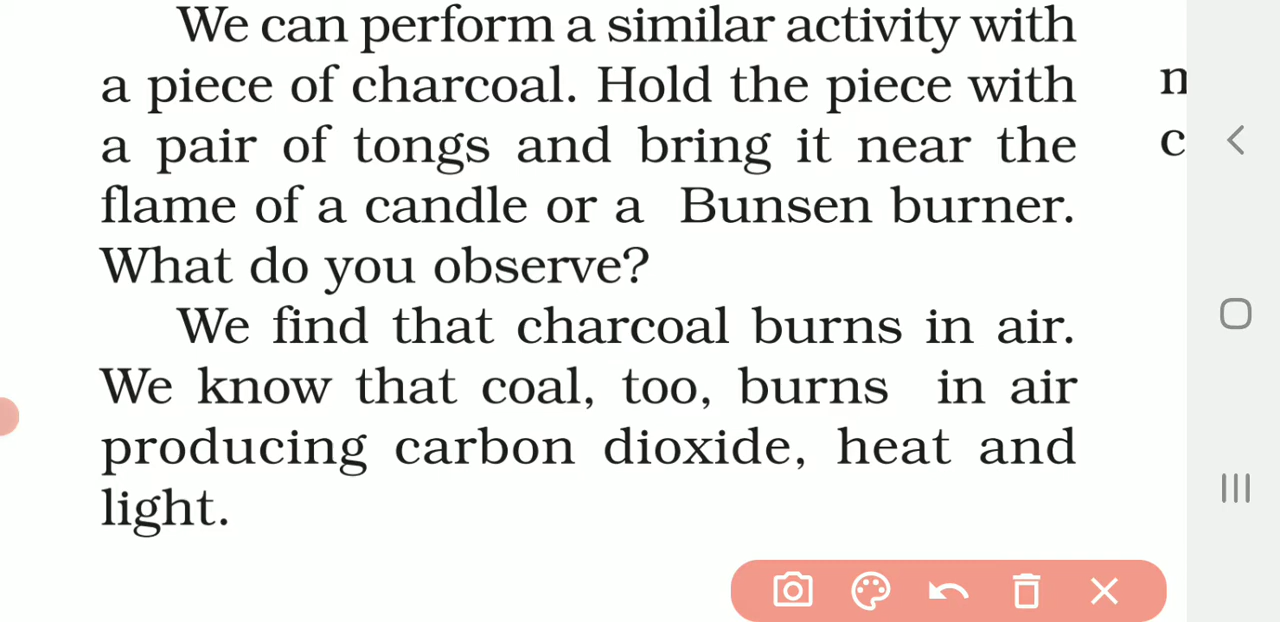 We can perform a similar activity with
a piece of charcoal. Hold the piece with
a pair of tongs and bring it near the
flame of a candle or a Bunsen burner.
What do you observe?
We find that charcoal burns in air.
We know that coal, too, burns in air
producing carbon dioxide, heat and
light.